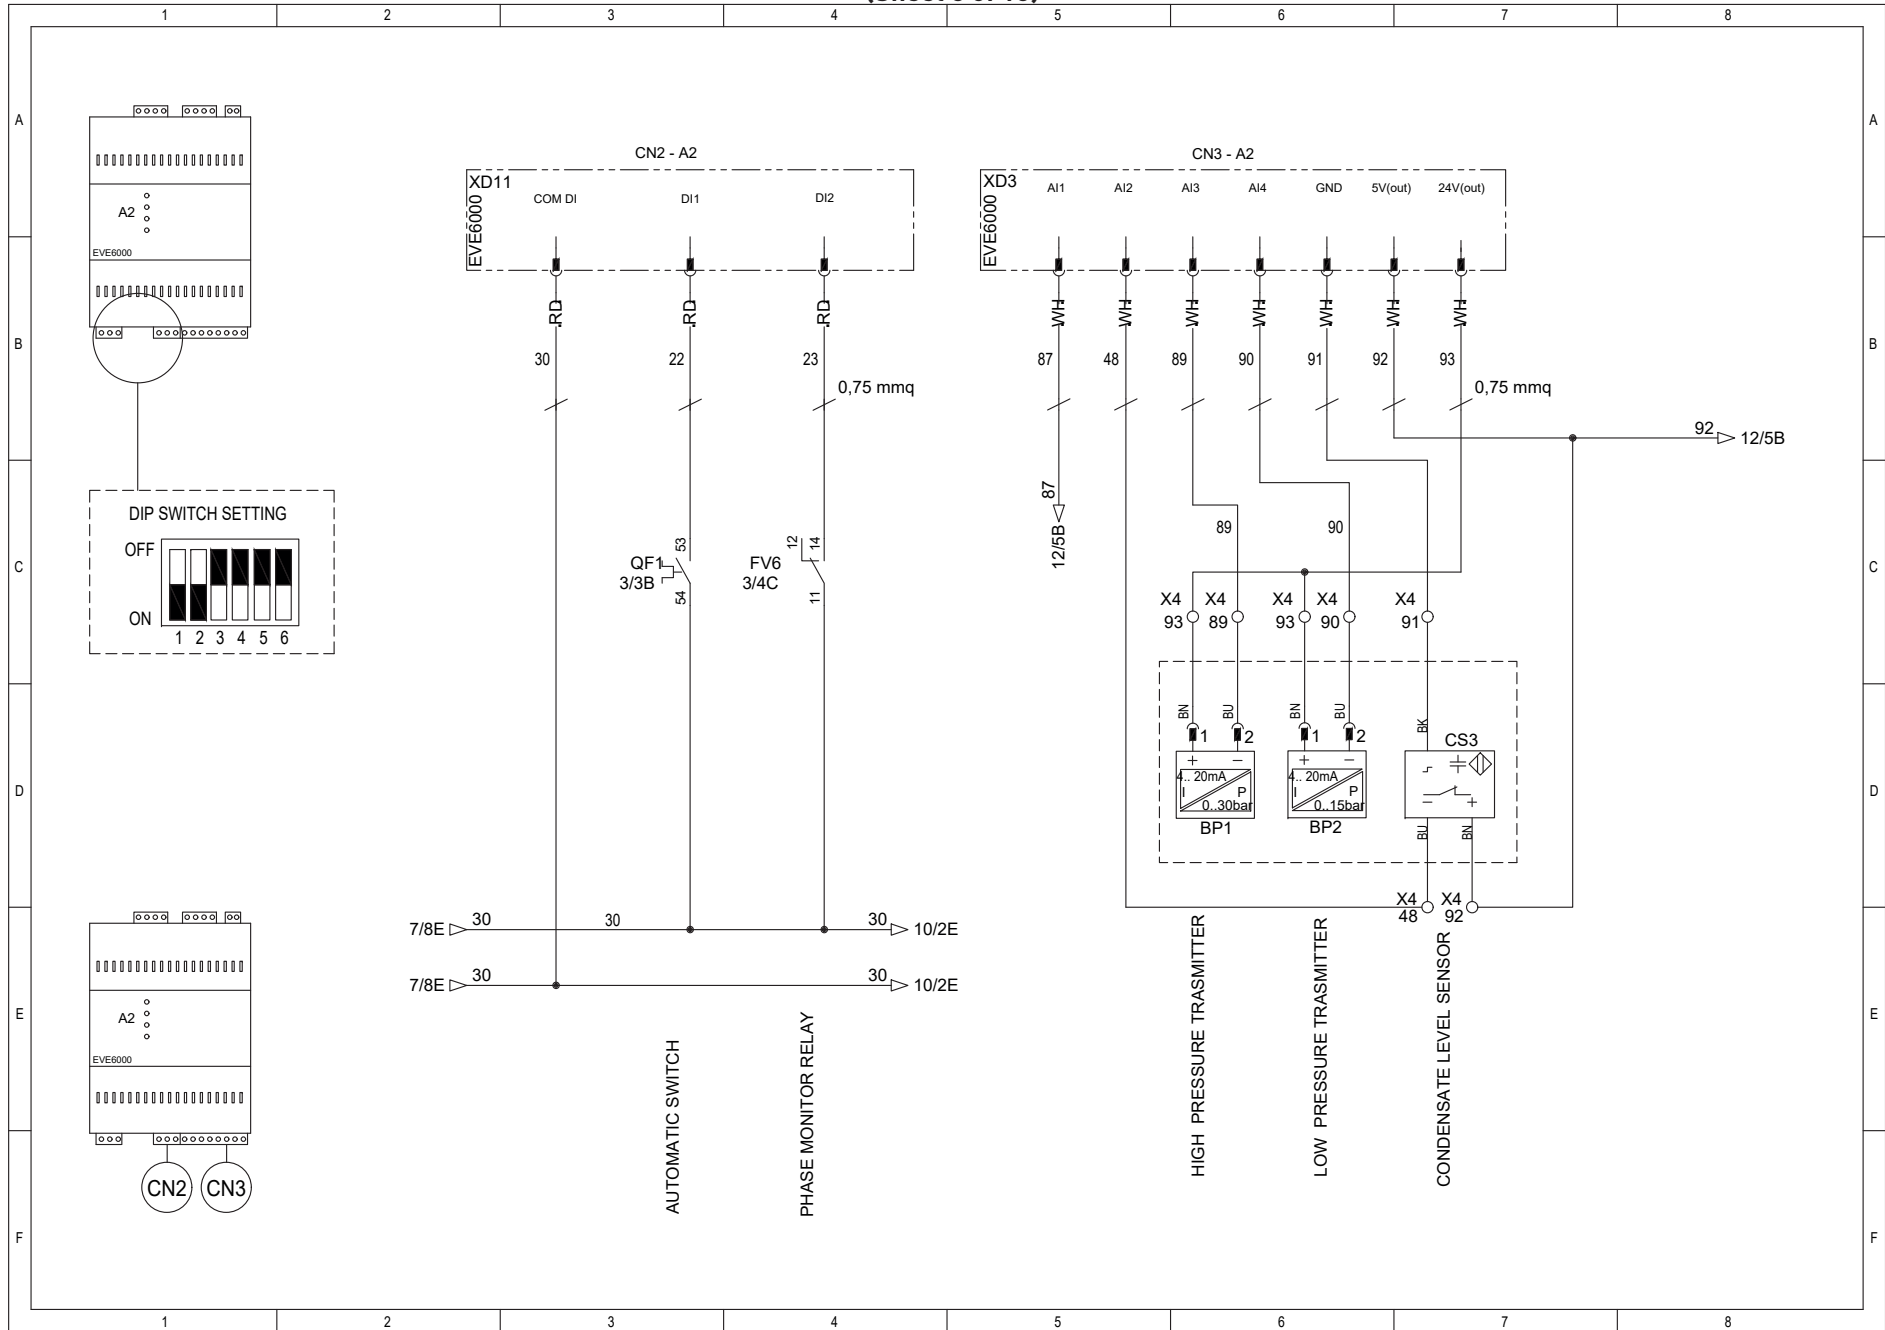 1 2 3 4 5 6 7 8
A A
A2
EVE6000
CN2 - A2
XD11
EVE6000
COM DI DI1 DI2
CN3 - A2
XD3
EVE6000
AI1 AI2 AI3 AI4 GND 5V(out) 24V(out)
RD RD RD
WH WH WH WH WH WH WH
B B
30 22 23
87 48 89 90 91 92 93
0,75 mmq
0,75 mmq
92 12/5B
87
12/5B
DIP SWITCH SETTING
OFF
ON
1 2 3 4 5 6
C C
53
QF1
3/3B
54
12 14
FV6
3/4C
11
89 90
X4 X4 X4 X4 X4
93 89 93 90 91
BN BU BN BU BK
1 2 1 2
CS3
+ − + −
4.. 20mA
I P
0..30bar
BP1
4.. 20mA
I P
0..15bar
BP2
− +
BU BN
D D
X4 X4
48 92
7/8E 30 30 30 10/2E
7/8E 30 30 10/2E
A2
EVE6000
E E
AUTOMATIC SWITCH
PHASE MONITOR RELAY
HIGH PRESSURE TRASMITTER
LOW PRESSURE TRASMITTER
CONDENSATE LEVEL SENSOR
CN2 CN3
F F
1 2 3 4 5 6 7 8